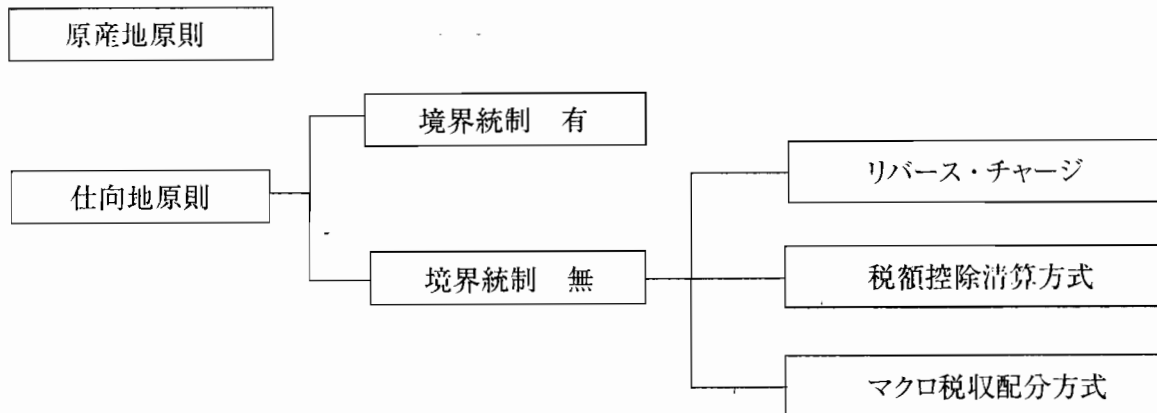 原産地原則
境界統制 有
仕向地原則
リバース・チャージ
境界統制 無
税額控除清算方式
マクロ税収配分方式